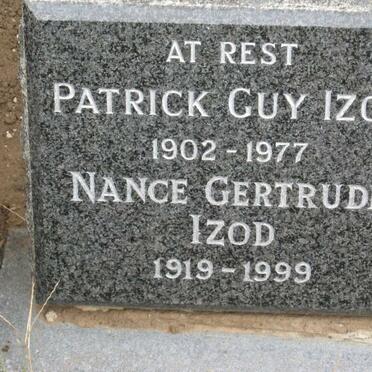 AT REST
PATRICK GUY IZO
1902 - 1977
NANCE GERTRUD
IZOD
1919 - 1999